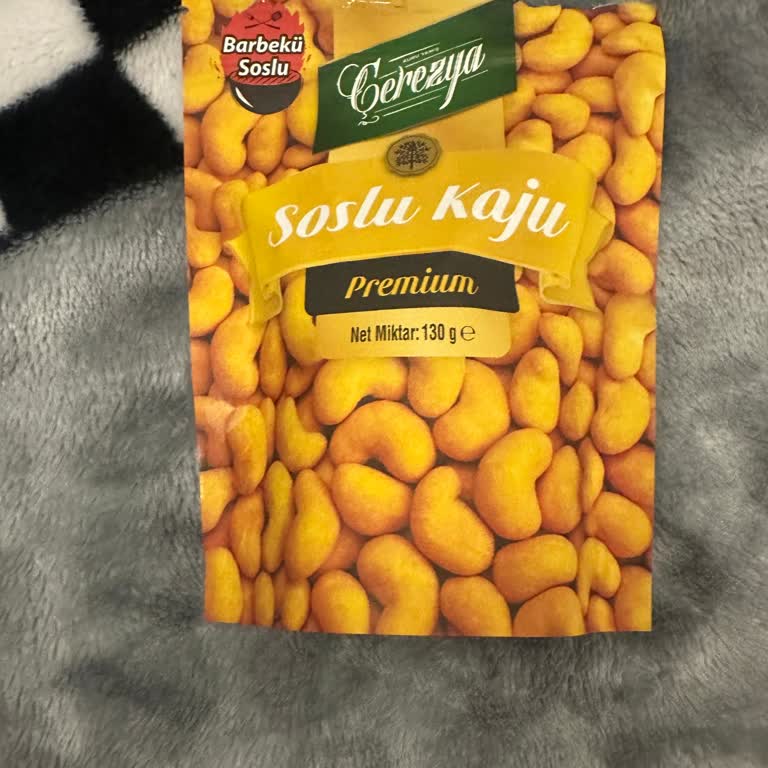 Barbekü
Soslu
Çerezya
Soslu Kaju
Premium
Net Miktar: 130 g ℮